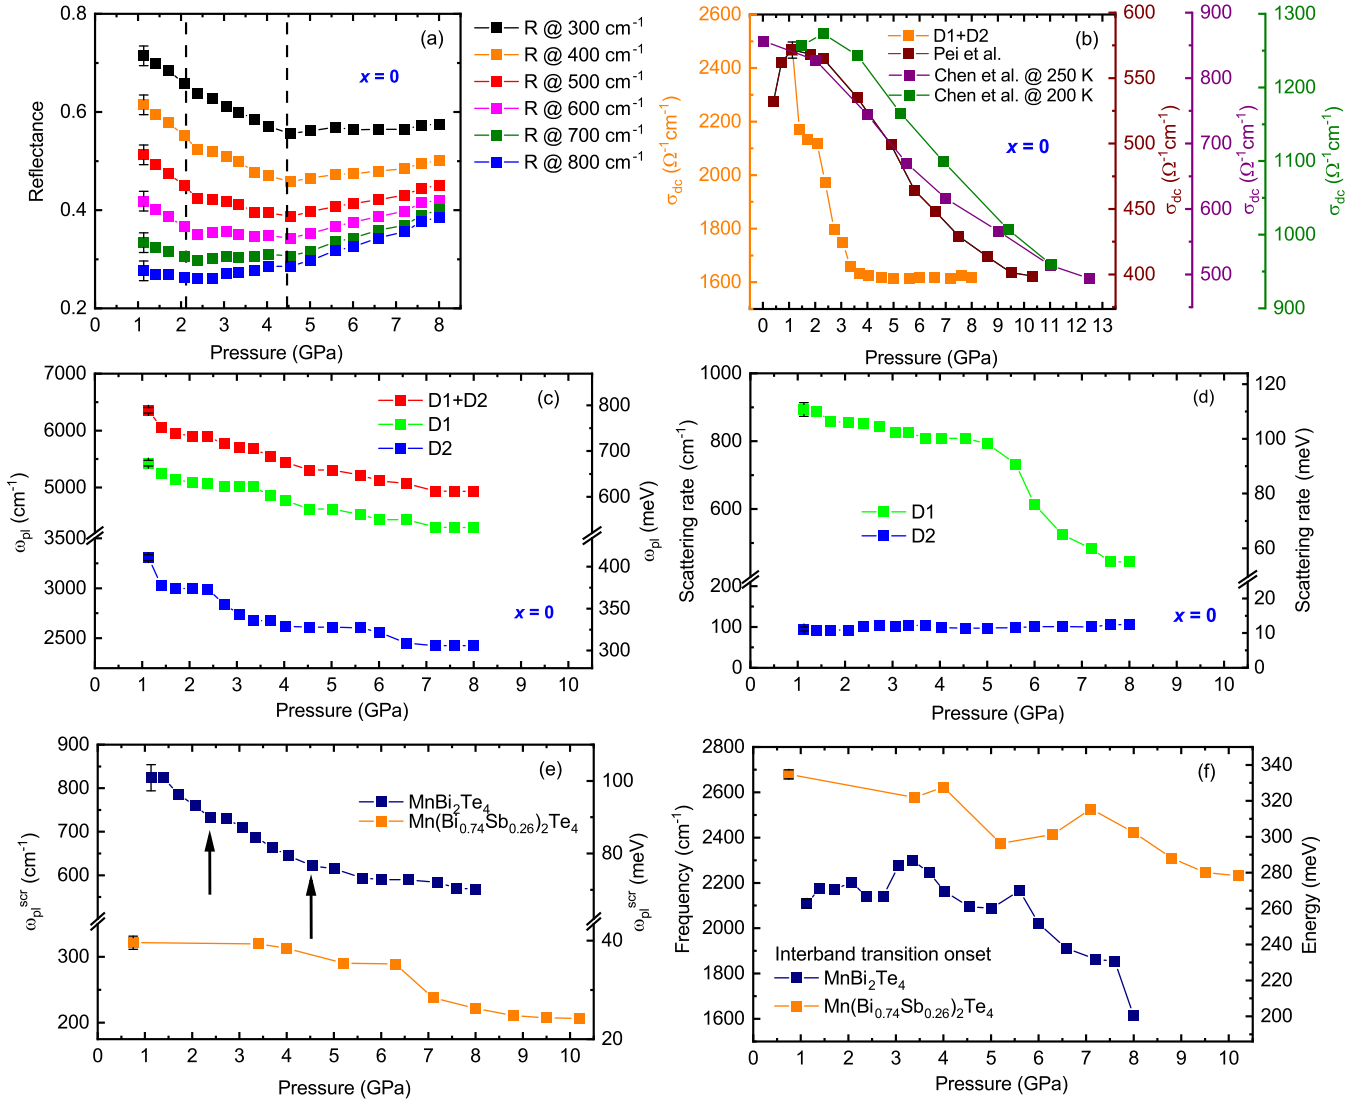 (a)
R @ 300 cm⁻¹
R @ 400 cm⁻¹
R @ 500 cm⁻¹
R @ 600 cm⁻¹
R @ 700 cm⁻¹
R @ 800 cm⁻¹
x = 0
Reflectance
0.8
0.6
0.4
0.2
0 1 2 3 4 5 6 7 8
Pressure (GPa)
(b)
D1+D2
Pei et al.
Chen et al. @ 250 K
Chen et al. @ 200 K
x = 0
σdc (Ω⁻¹cm⁻¹)
2600
2400
2200
2000
1800
1600
σdc (Ω⁻¹cm⁻¹)
600
550
500
450
400
σdc (Ω⁻¹cm⁻¹)
900
800
700
600
500
σdc (Ω⁻¹cm⁻¹)
1300
1200
1100
1000
900
0 1 2 3 4 5 6 7 8 9 10 11 12 13
Pressure (GPa)
(c)
D1+D2
D1
D2
x = 0
ωpl (cm⁻¹)
7000
6000
5000
3500
3000
2500
ωpl (meV)
800
700
600
400
350
300
0 1 2 3 4 5 6 7 8 9 10
Pressure (GPa)
(d)
D1
D2
x = 0
Scattering rate (cm⁻¹)
1000
800
600
200
100
0
Scattering rate (meV)
120
100
80
60
20
10
0
0 1 2 3 4 5 6 7 8 9 10
Pressure (GPa)
(e)
MnBi₂Te₄
Mn(Bi₀.₇₄Sb₀.₂₆)₂Te₄
ωplˢᶜʳ (cm⁻¹)
900
800
700
600
300
200
ωplˢᶜʳ (meV)
100
80
40
20
0 1 2 3 4 5 6 7 8 9 10
Pressure (GPa)
(f)
Interband transition onset
MnBi₂Te₄
Mn(Bi₀.₇₄Sb₀.₂₆)₂Te₄
Frequency (cm⁻¹)
2800
2600
2400
2200
2000
1800
1600
Energy (meV)
340
320
300
280
260
240
220
200
0 1 2 3 4 5 6 7 8 9 10
Pressure (GPa)